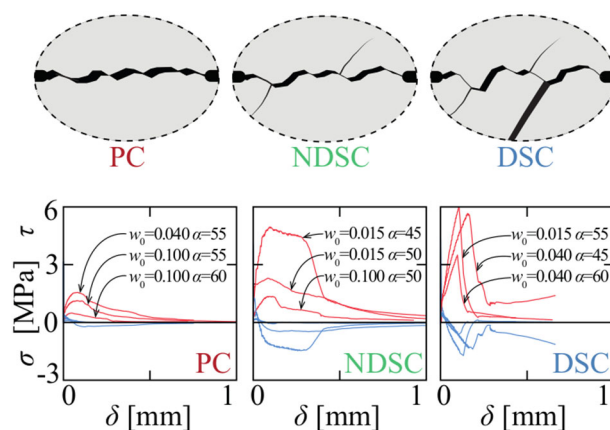 PC NDSC DSC
6 τ
3
[MPa]
0
-3 σ
w₀=0.040 α=55
w₀=0.100 α=55
w₀=0.100 α=60
PC
0 δ [mm] 1
w₀=0.015 α=45
w₀=0.015 α=50
w₀=0.100 α=50
NDSC
0 δ [mm] 1
w₀=0.015 α=55
w₀=0.040 α=45
w₀=0.040 α=60
DSC
0 δ [mm] 1